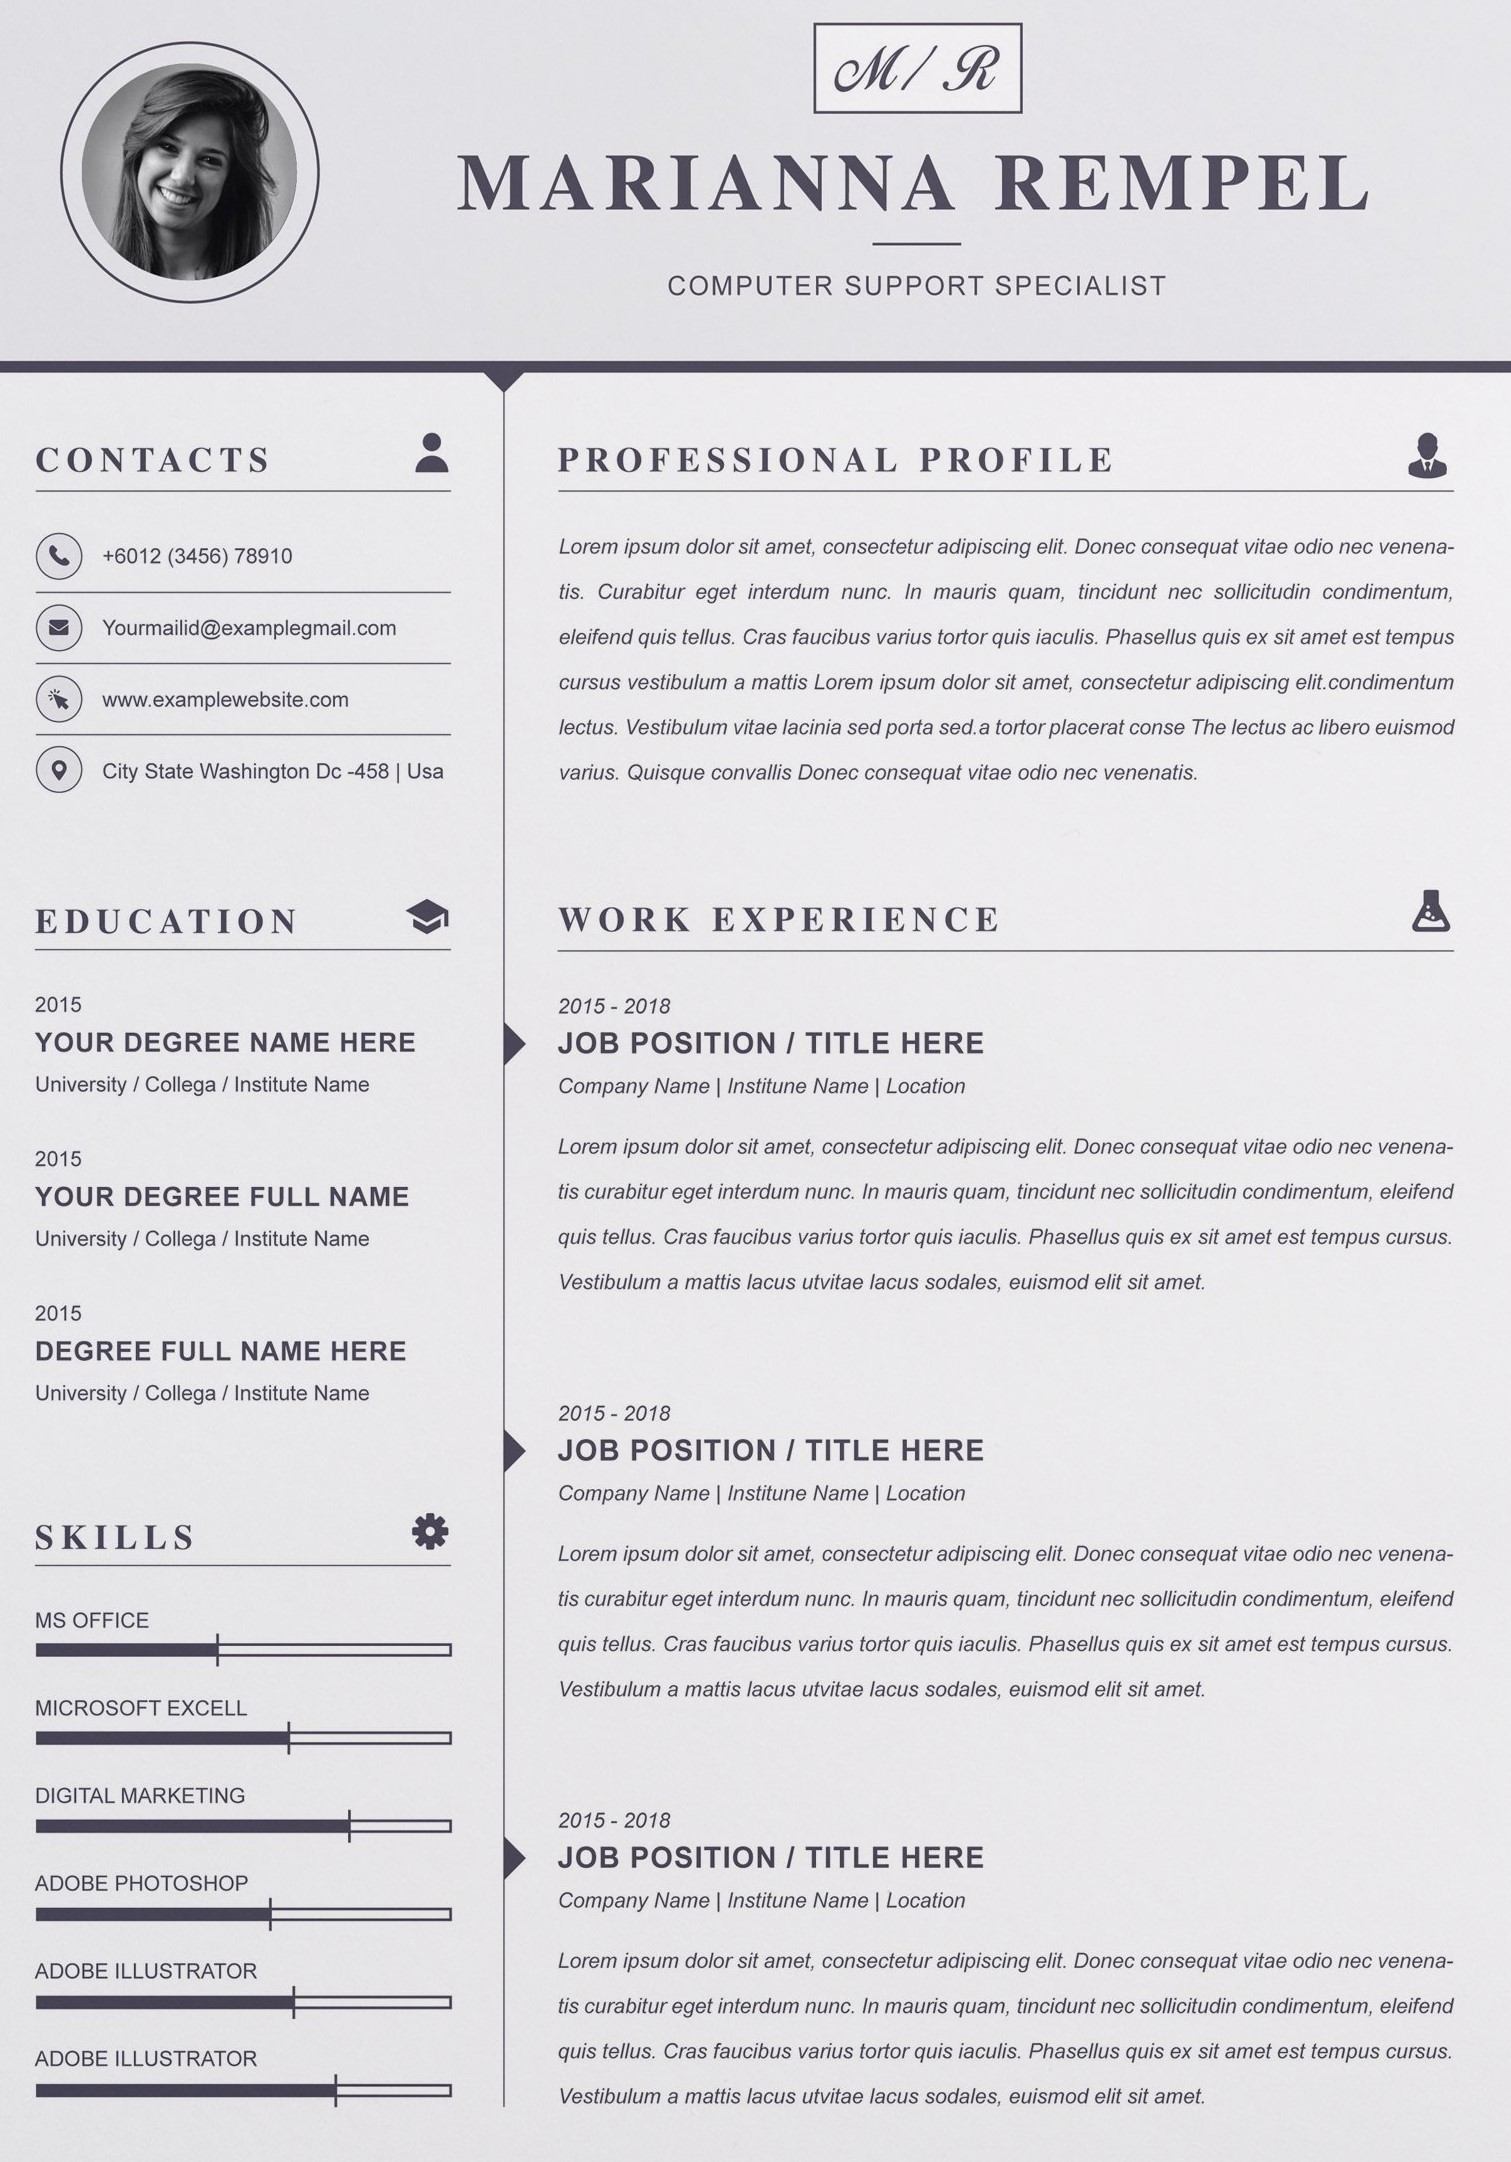 M/ R
MARIANNA REMPEL
COMPUTER SUPPORT SPECIALIST
CONTACTS
+6012 (3456) 78910
Yourmailid@examplegmail.com
www.examplewebsite.com
City State Washington Dc -458 | Usa
EDUCATION
2015
YOUR DEGREE NAME HERE
University / Collega / Institute Name
2015
YOUR DEGREE FULL NAME
University / Collega / Institute Name
2015
DEGREE FULL NAME HERE
University / Collega / Institute Name
SKILLS
MS OFFICE
MICROSOFT EXCELL
DIGITAL MARKETING
ADOBE PHOTOSHOP
ADOBE ILLUSTRATOR
ADOBE ILLUSTRATOR
PROFESSIONAL PROFILE
Lorem ipsum dolor sit amet, consectetur adipiscing elit. Donec consequat vitae odio nec venena-
tis. Curabitur eget interdum nunc. In mauris quam, tincidunt nec sollicitudin condimentum,
eleifend quis tellus. Cras faucibus varius tortor quis iaculis. Phasellus quis ex sit amet est tempus
cursus vestibulum a mattis Lorem ipsum dolor sit amet, consectetur adipiscing elit.condimentum
lectus. Vestibulum vitae lacinia sed porta sed.a tortor placerat conse The lectus ac libero euismod
varius. Quisque convallis Donec consequat vitae odio nec venenatis.
WORK EXPERIENCE
2015 - 2018
JOB POSITION / TITLE HERE
Company Name | Institune Name | Location
Lorem ipsum dolor sit amet, consectetur adipiscing elit. Donec consequat vitae odio nec venena-
tis curabitur eget interdum nunc. In mauris quam, tincidunt nec sollicitudin condimentum, eleifend
quis tellus. Cras faucibus varius tortor quis iaculis. Phasellus quis ex sit amet est tempus cursus.
Vestibulum a mattis lacus utvitae lacus sodales, euismod elit sit amet.
2015 - 2018
JOB POSITION / TITLE HERE
Company Name | Institune Name | Location
Lorem ipsum dolor sit amet, consectetur adipiscing elit. Donec consequat vitae odio nec venena-
tis curabitur eget interdum nunc. In mauris quam, tincidunt nec sollicitudin condimentum, eleifend
quis tellus. Cras faucibus varius tortor quis iaculis. Phasellus quis ex sit amet est tempus cursus.
Vestibulum a mattis lacus utvitae lacus sodales, euismod elit sit amet.
2015 - 2018
JOB POSITION / TITLE HERE
Company Name | Institune Name | Location
Lorem ipsum dolor sit amet, consectetur adipiscing elit. Donec consequat vitae odio nec venena-
tis curabitur eget interdum nunc. In mauris quam, tincidunt nec sollicitudin condimentum, eleifend
quis tellus. Cras faucibus varius tortor quis iaculis. Phasellus quis ex sit amet est tempus cursus.
Vestibulum a mattis lacus utvitae lacus sodales, euismod elit sit amet.